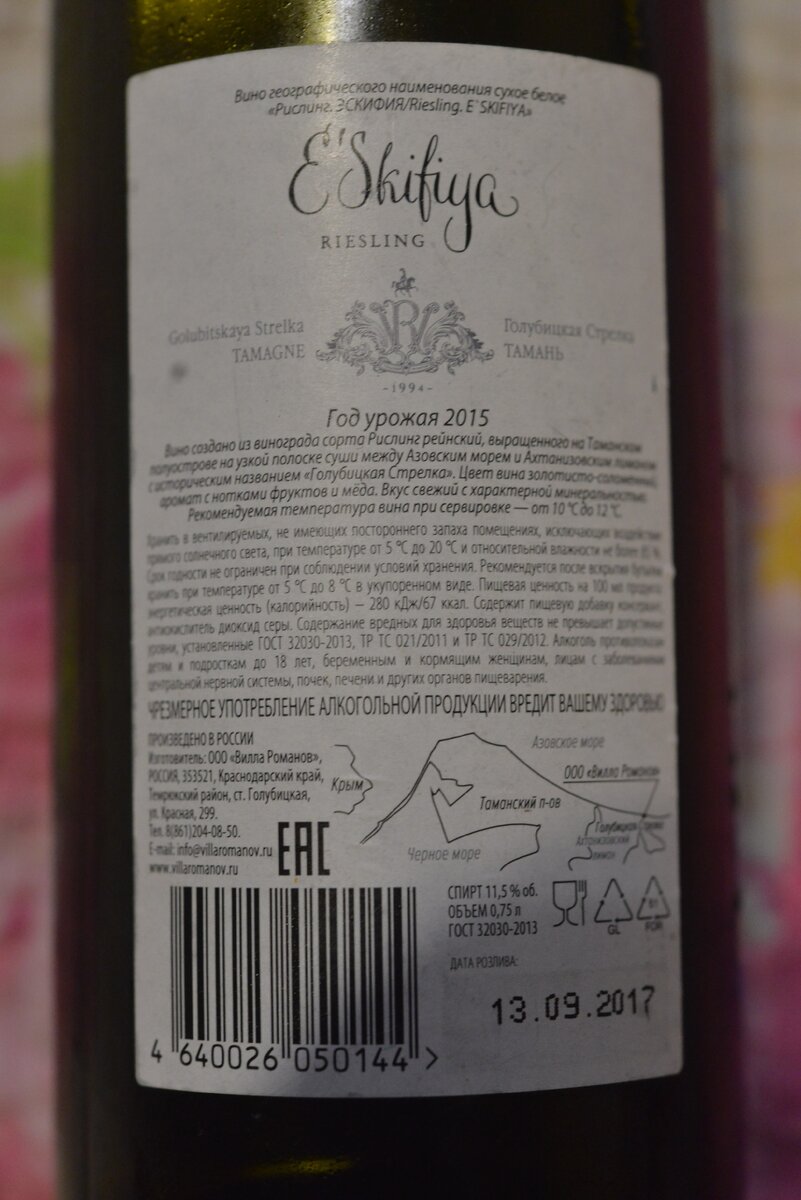 Вино географического наименования сухое белое
«Рислинг. ЭСКИФИЯ/Riesling. E'SKIFIYA»
E'Skifiya
RIESLING
Golubitskaya Strelka
TAMAGNE
Голубицкая Стрелка
ТАМАНЬ
-1994-
Год урожая 2015
Вино создано из винограда сорта Рислинг рейнский, выращенного на Таманском
полуострове на узкой полоске суши между Азовским морем и Ахтанизовским лиманом
с историческим названием «Голубицкая Стрелка». Цвет вина золотисто-соломенный,
аромат с нотками фруктов и мёда. Вкус свежий с характерной минеральностью.
Рекомендуемая температура вина при сервировке — от 10 °С до 12 °С.
Хранить в вентилируемых, не имеющих постороннего запаха помещениях, исключающих воздействие
прямого солнечного света, при температуре от 5 °С до 20 °С и относительной влажности не более
Срок годности не ограничен при соблюдении условий хранения. Рекомендуется после вскрытия бутылки
хранить при температуре от 5 °С до 8 °С в укупоренном виде. Пищевая ценность на 100 мл продукта:
энергетическая ценность (калорийность) – 280 кДж/67 ккал. Содержит пищевую добавку консервант,
антиокислитель диоксид серы. Содержание вредных для здоровья веществ не превышает допустимые
уровни, установленные ГОСТ 32030-2013, ТР ТС 021/2011 и ТР ТС 029/2012. Алкоголь противопоказан
детям и подросткам до 18 лет, беременным и кормящим женщинам, лицам с заболеваниями
центральной нервной системы, почек, печени и других органов пищеварения.
ЧРЕЗМЕРНОЕ УПОТРЕБЛЕНИЕ АЛКОГОЛЬНОЙ ПРОДУКЦИИ ВРЕДИТ ВАШЕМУ ЗДОРОВЬЮ
ПРОИЗВЕДЕНО В РОССИИ
Изготовитель: ООО «Вилла Романов»,
РОССИЯ, 353521, Краснодарский край,
Темрюкский район, ст. Голубицкая,
ул. Красная, 299.
Тел. 8(861)204-08-50.
E-mail: info@villaromanov.ru
www.villaromanov.ru
EAC
Крым
Азовское море
ООО «Вилла Романов»
Таманский п-ов
Голубицкая Стрелка
Ахтанизовский
лиман
Черное море
СПИРТ 11,5 % об.
ОБЪЕМ 0,75 л
ГОСТ 32030-2013
GL
FOR
ДАТА РОЗЛИВА:
13.09.2017
4 640026 050144 >